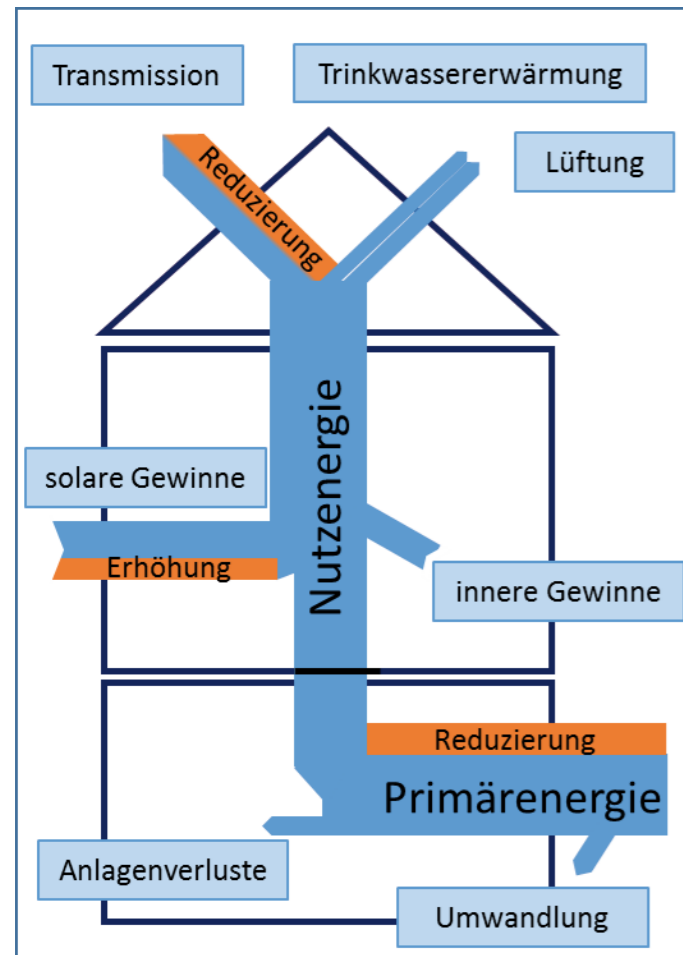 Transmission
Trinkwassererwärmung
Lüftung
Reduzierung
Nutzenergie
solare Gewinne
Erhöhung
innere Gewinne
Reduzierung
Primärenergie
Anlagenverluste
Umwandlung